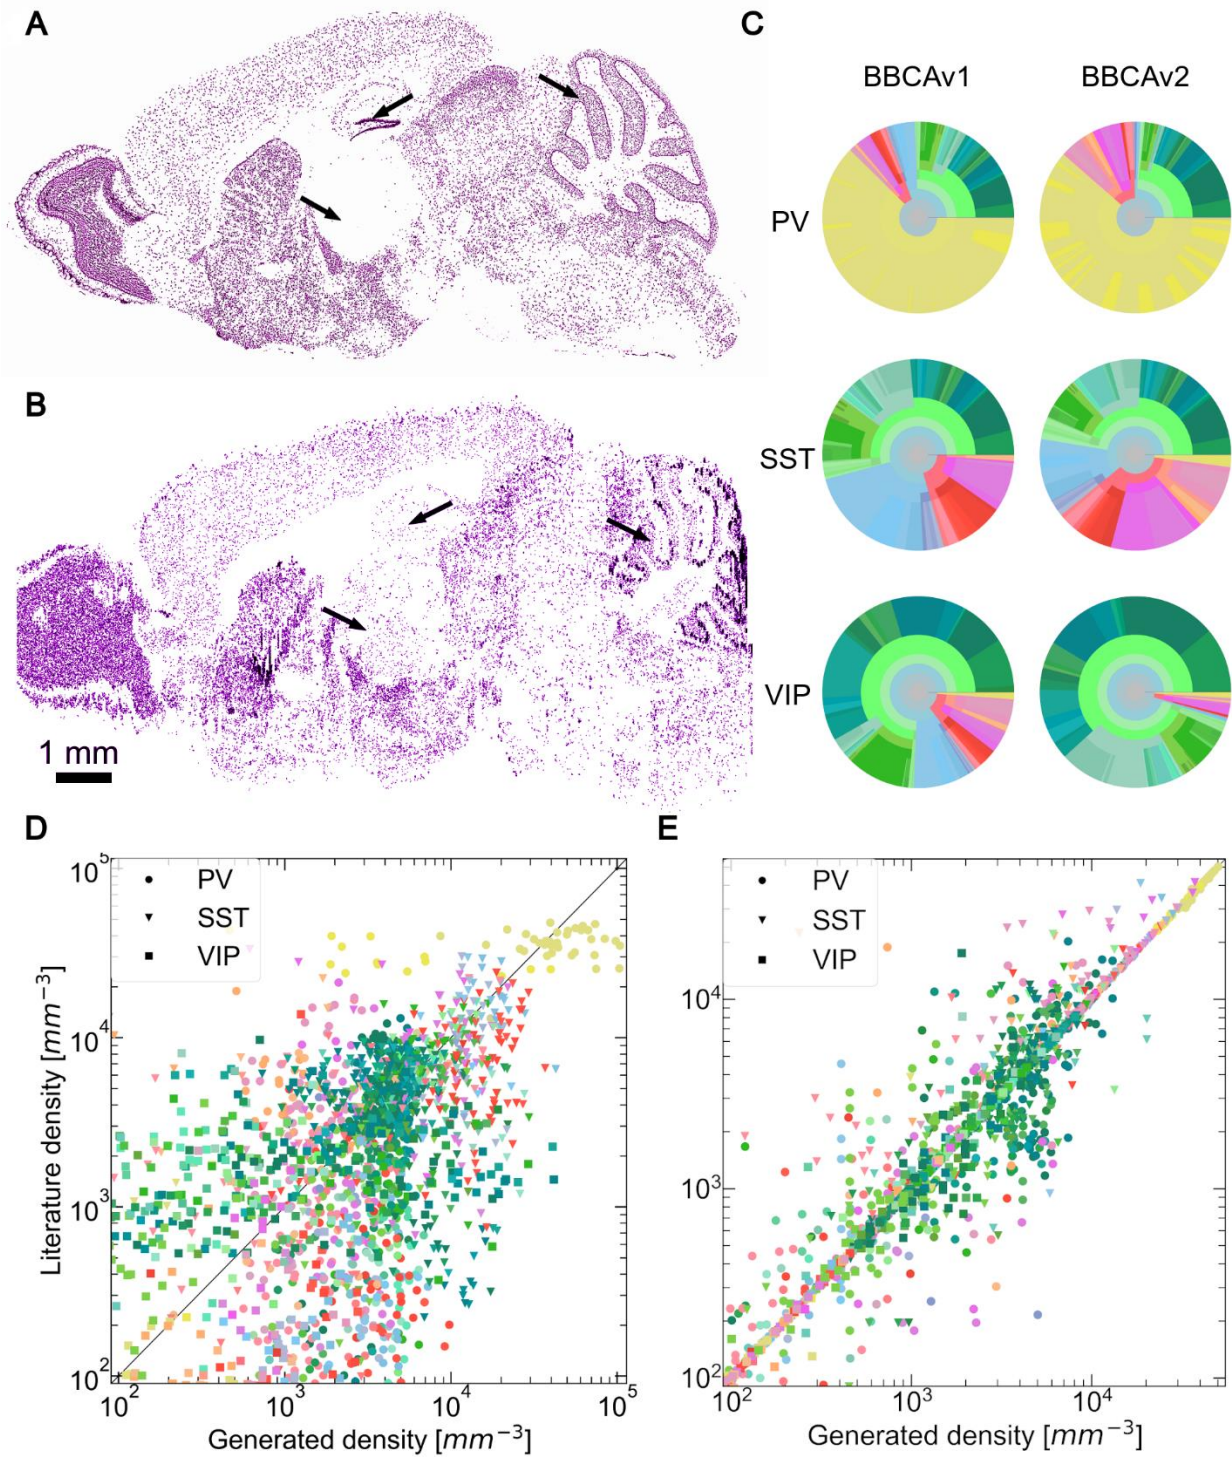 A
C
BBCAv1 BBCAv2
PV
B
SST
1 mm
VIP
D
E
10^5
PV
SST
VIP
10^4
10^3
10^2
Literature density [mm^−3]
10^2 10^3 10^4 10^5
Generated density [mm^−3]
PV
SST
VIP
10^4
10^3
10^2
10^2 10^3 10^4
Generated density [mm^−3]